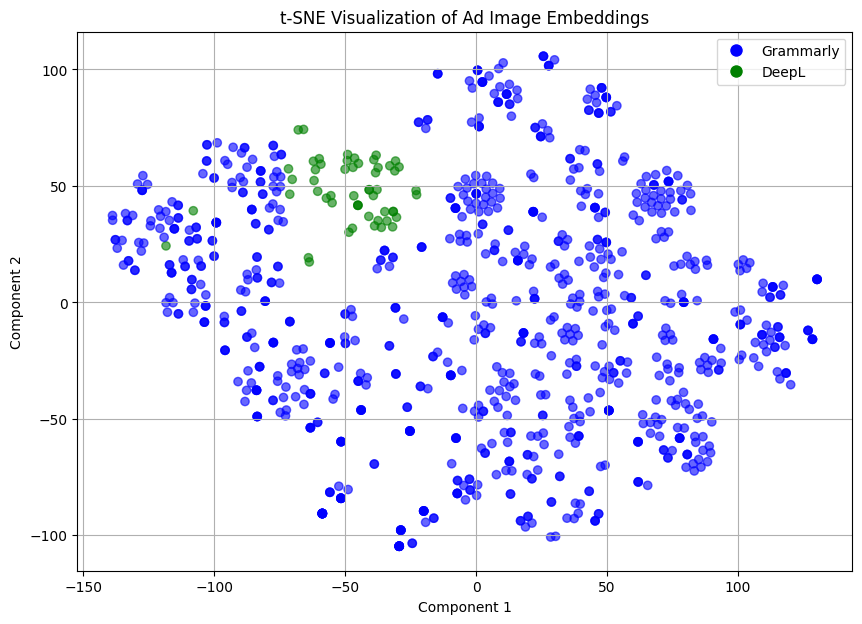 t-SNE Visualization of Ad Image Embeddings
Grammarly
DeepL
Component 2
100
50
0
−50
−100
−150
−100
−50
0
50
100
Component 1